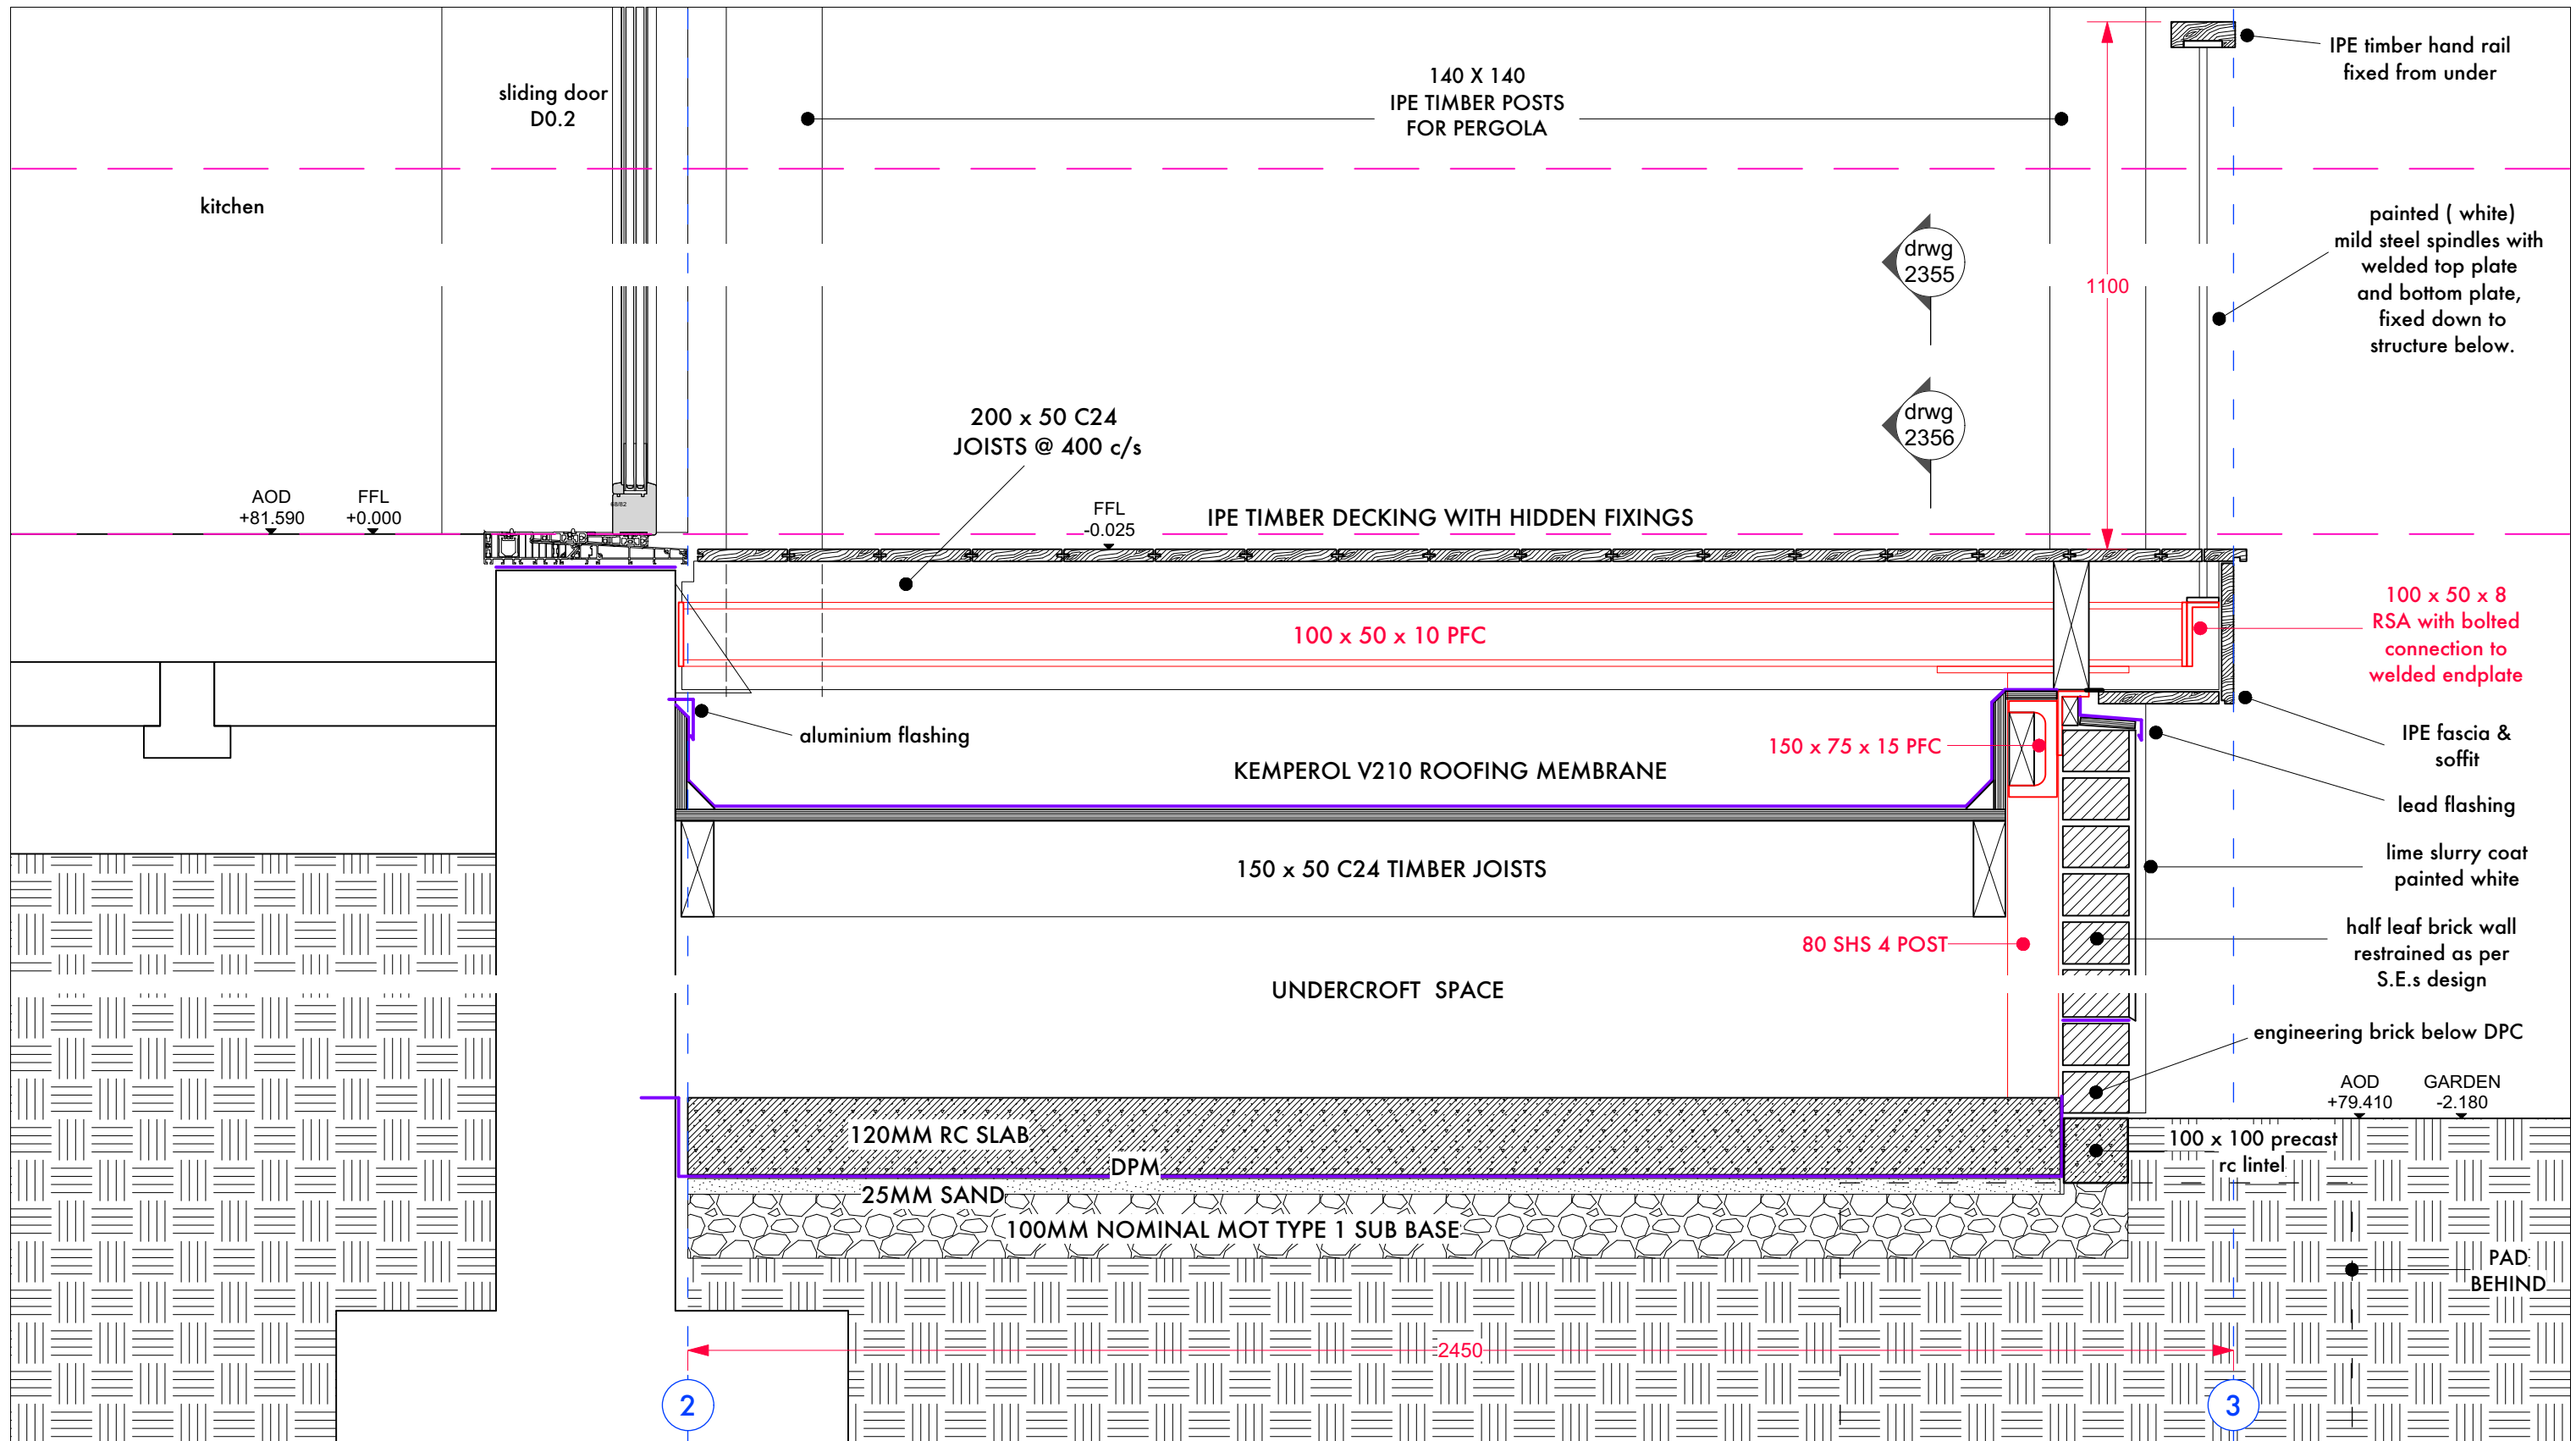 sliding door
D0.2
140 X 140
IPE TIMBER POSTS
FOR PERGOLA
IPE timber hand rail
fixed from under
kitchen
painted ( white)
mild steel spindles with
welded top plate
and bottom plate,
fixed down to
structure below.
drwg
2355
1100
drwg
2356
200 x 50 C24
JOISTS @ 400 c/s
AOD
+81.590
FFL
+0.000
FFL
-0.025
IPE TIMBER DECKING WITH HIDDEN FIXINGS
100 x 50 x 10 PFC
100 x 50 x 8
RSA with bolted
connection to
welded endplate
aluminium flashing
150 x 75 x 15 PFC
IPE fascia &
soffit
KEMPEROL V210 ROOFING MEMBRANE
lead flashing
150 x 50 C24 TIMBER JOISTS
lime slurry coat
painted white
80 SHS 4 POST
half leaf brick wall
restrained as per
S.E.s design
UNDERCROFT SPACE
engineering brick below DPC
AOD
+79.410
GARDEN
-2.180
120MM RC SLAB
100 x 100 precast
rc lintel
DPM
25MM SAND
100MM NOMINAL MOT TYPE 1 SUB BASE
PAD
BEHIND
2450
2
3